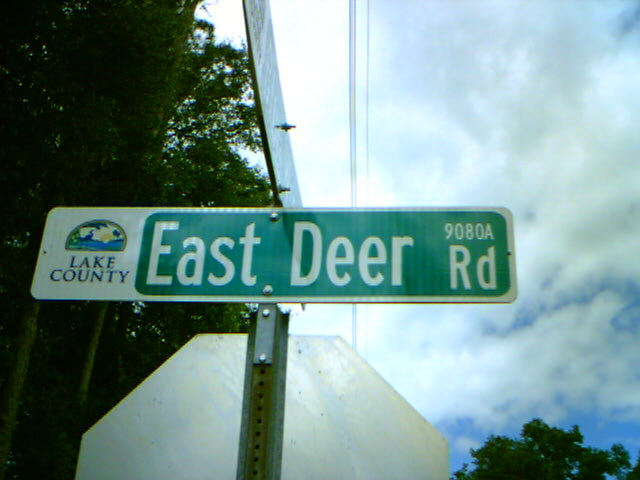 LAKE
COUNTY
East Deer Rd
9080A